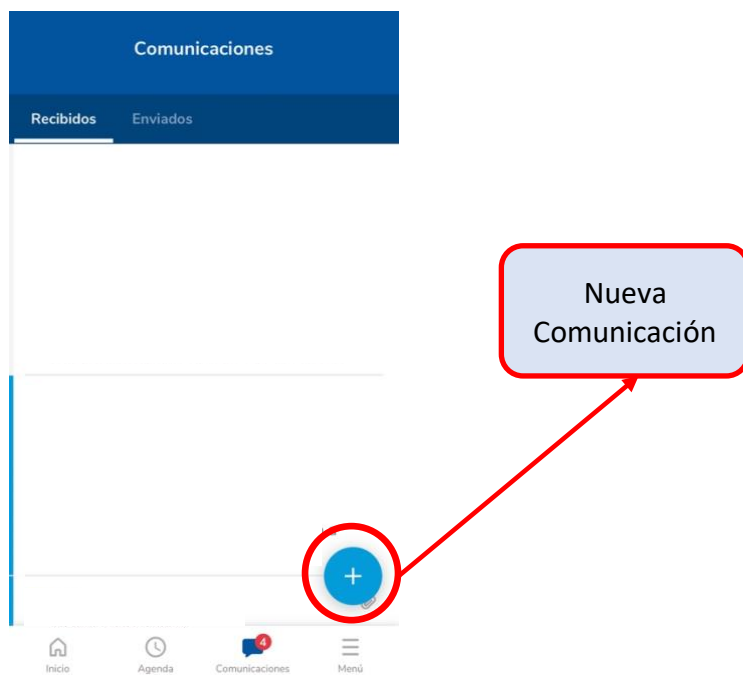 Comunicaciones
Recibidos Enviados
Nueva
Comunicación
+
4
Inicio Agenda Comunicaciones Menú